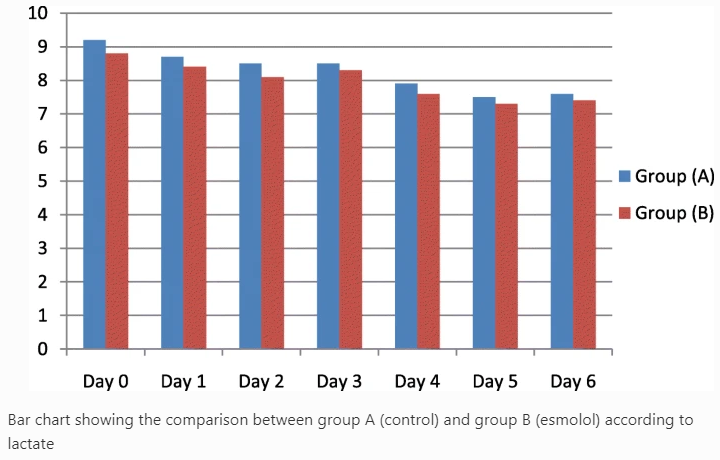 10
9
8
7
6
5
4
3
2
1
0
Day 0 Day 1 Day 2 Day 3 Day 4 Day 5 Day 6
Group (A)
Group (B)
Bar chart showing the comparison between group A (control) and group B (esmolol) according to
lactate